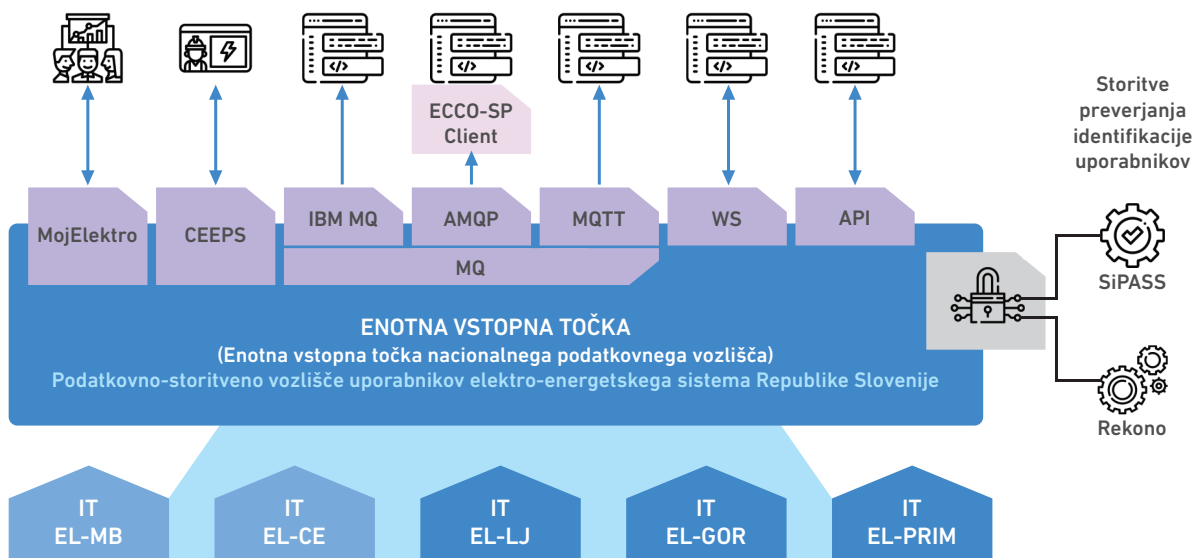 ECCO-SP
Client
MojElektro
CEEPS
IBM MQ
AMQP
MQTT
WS
API
MQ
ENOTNA VSTOPNA TOČKA
(Enotna vstopna točka nacionalnega podatkovnega vozlišča)
Podatkovno-storitveno vozlišče uporabnikov elektro-energetskega sistema Republike Slovenije
Storitve
preverjanja
identifikacije
uporabnikov
SiPASS
Rekono
IT
EL-MB
IT
EL-CE
IT
EL-LJ
IT
EL-GOR
IT
EL-PRIM